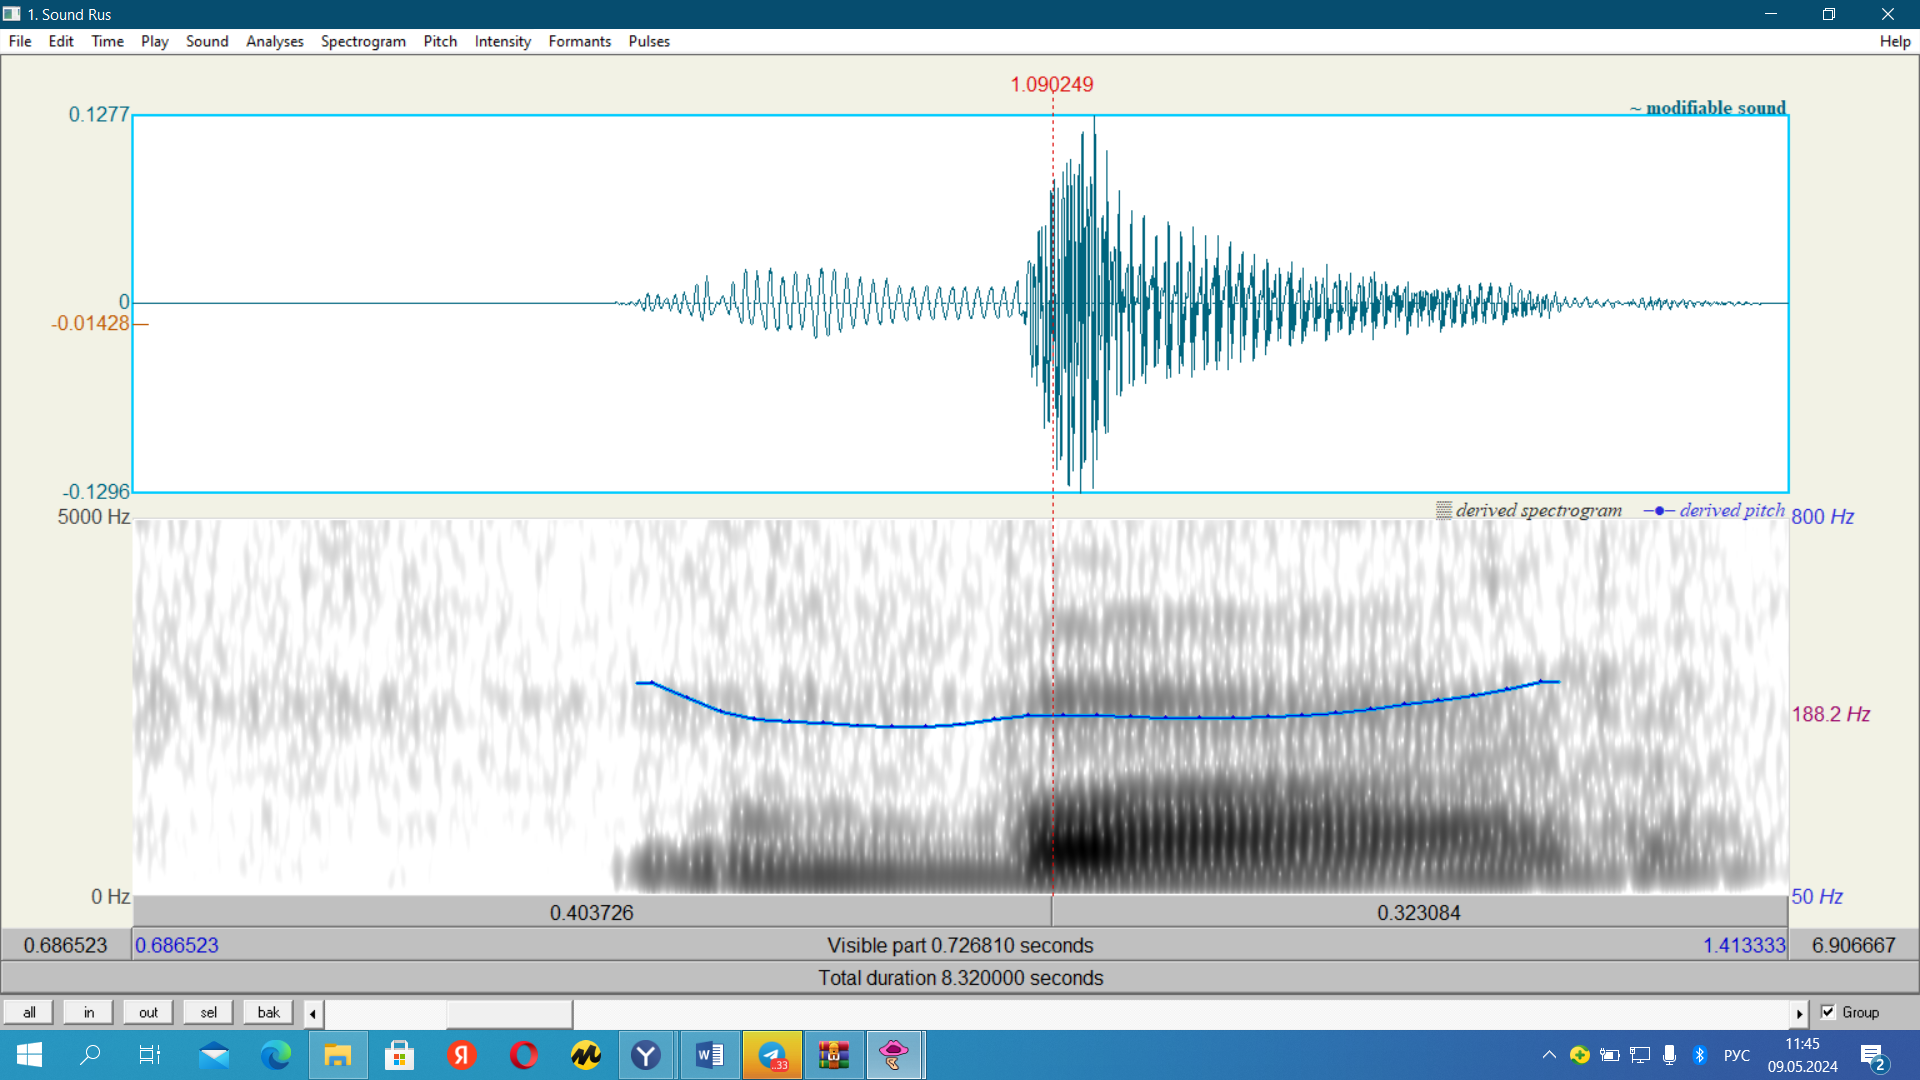 1. Sound Rus
File Edit Time Play Sound Analyses Spectrogram Pitch Intensity Formants Pulses Help
1.090249
0.1277
~ modifiable sound
0
-0.01428
-0.1296
derived spectrogram derived pitch
5000 Hz 800 Hz
188.2 Hz
0 Hz 50 Hz
0.403726 0.323084
0.686523 0.686523 Visible part 0.726810 seconds 1.413333 6.906667
Total duration 8.320000 seconds
all in out sel bak Group
Я Y W ..33 РУС 11:45
09.05.2024 2